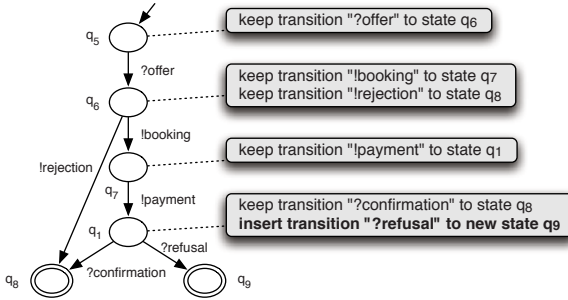 keep transition "?offer" to state q6
q5
?offer
keep transition "!booking" to state q7
keep transition "!rejection" to state q8
q6
!booking
keep transition "!payment" to state q1
!rejection
q7
!payment
keep transition "?confirmation" to state q8
insert transition "?refusal" to new state q9
q1
?refusal
?confirmation
q8
q9